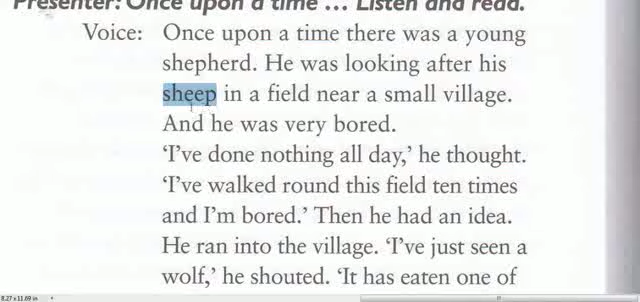 Presenter: Once upon a time ... Listen and read.
Voice: Once upon a time there was a young
shepherd. He was looking after his
sheep in a field near a small village.
And he was very bored.
‘I’ve done nothing all day,’ he thought.
‘I’ve walked round this field ten times
and I’m bored.’ Then he had an idea.
He ran into the village. ‘I’ve just seen a
wolf,’ he shouted. ‘It has eaten one of
8.27 x 11.69 in